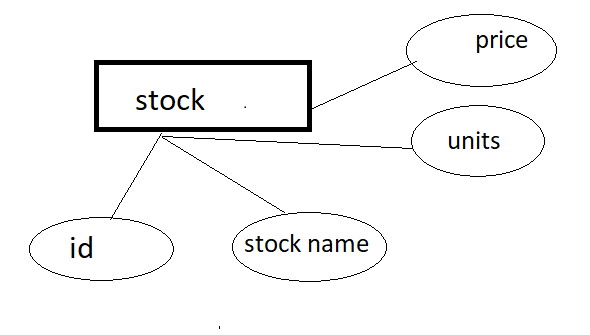 price
stock
units
id
stock name